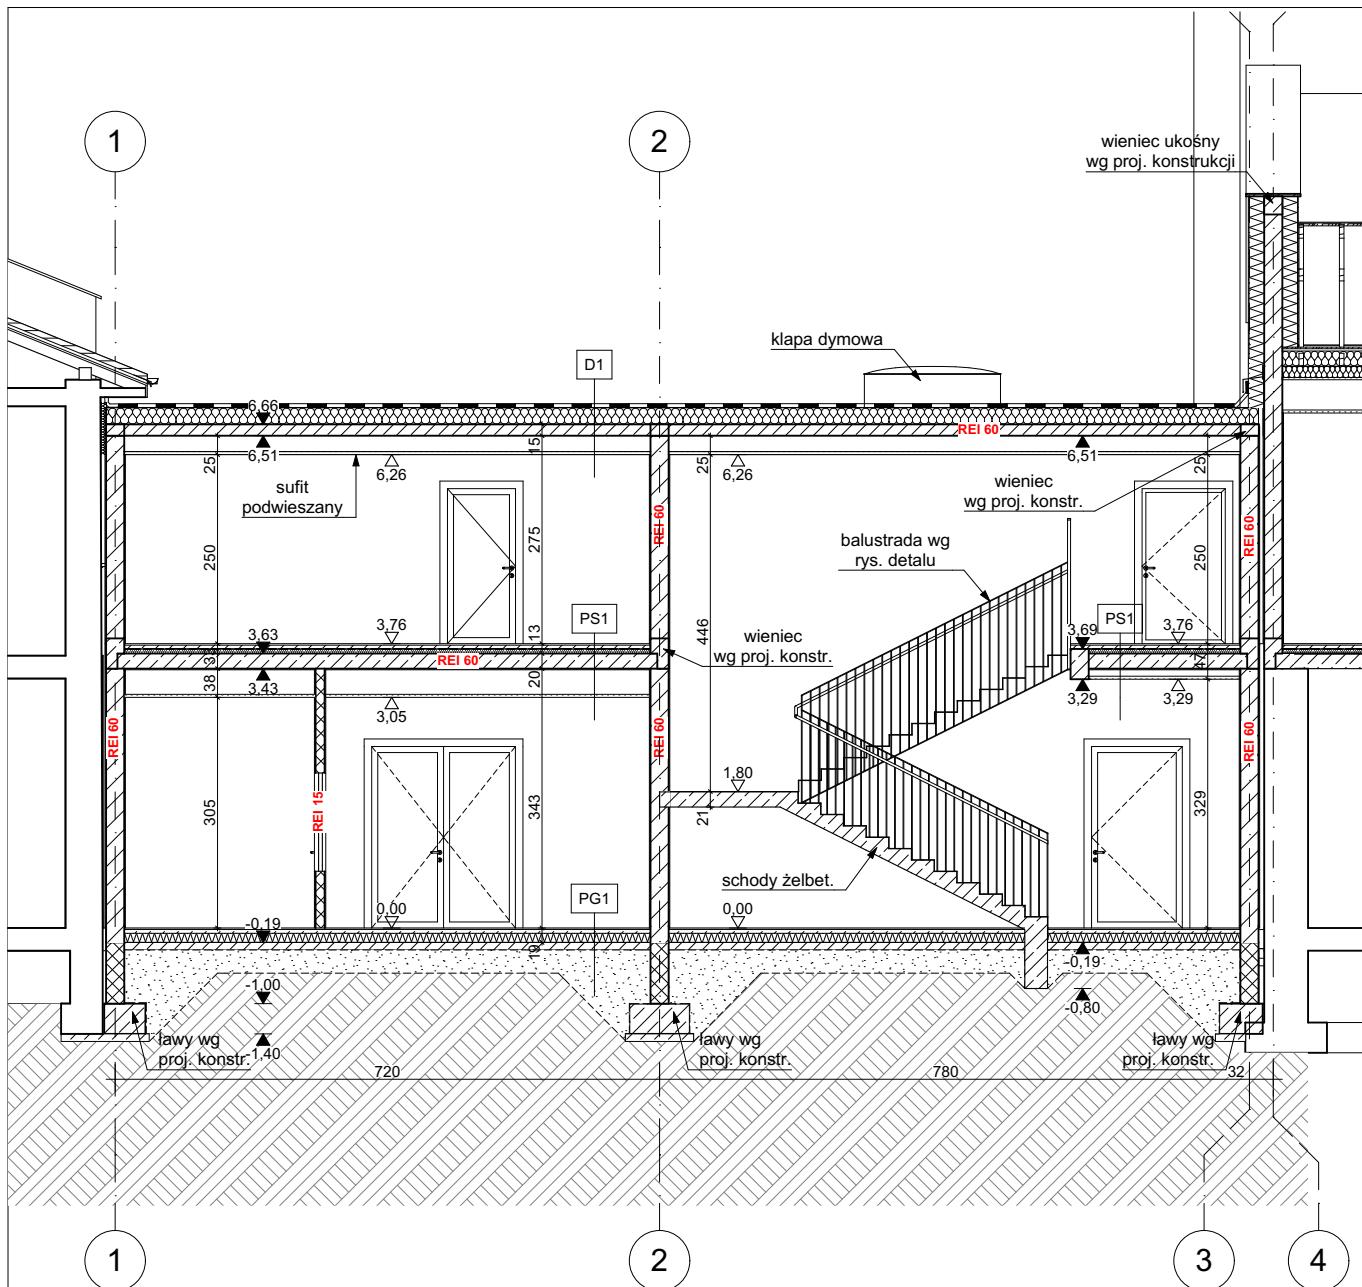 1
2
wieniec ukośny
wg proj. konstrukcji
klapa dymowa
D1
6,66
REI 60
6,51
15
6,51
25
6,26
25
6,26
25
sufit
podwieszany
wieniec
wg proj. konstr.
REI 60
REI 60
250
275
balustrada wg
rys. detalu
250
PS1
PS1
3,63
3,76
13
446
wieniec
wg proj. konstr.
3,69
3,76
REI 60
47
38
3,43
20
3,29
3,29
3,05
REI 60
REI 60
REI 60
1,80
305
REI 15
343
21
329
schody żelbet.
PG1
-0,19
0,00
0,00
19
-0,19
-1,00
-0,80
-1,40
ławy wg
proj. konstr.
ławy wg
proj. konstr.
ławy wg
proj. konstr.
720
780
32
1
2
3
4